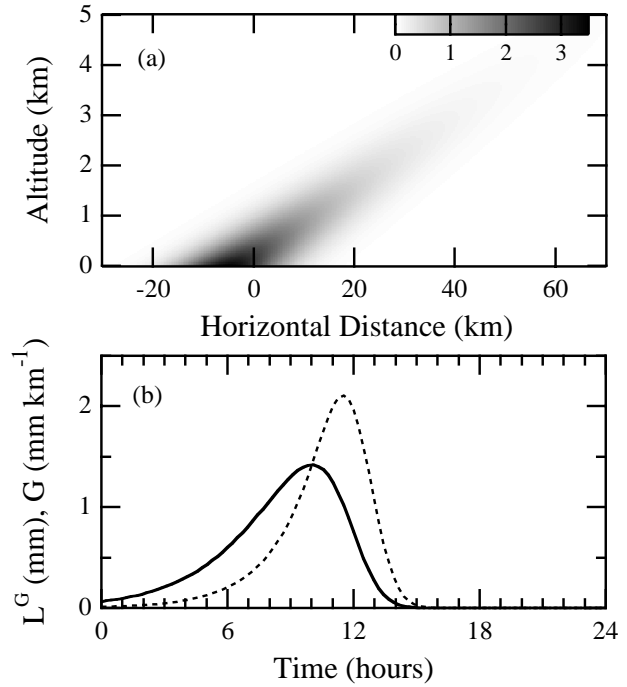 5
4
3
2
1
0
Altitude (km)
(a)
0 1 2 3
-20 0 20 40 60
Horizontal Distance (km)
2
1
0
L^G (mm), G (mm km^-1)
(b)
0 6 12 18 24
Time (hours)